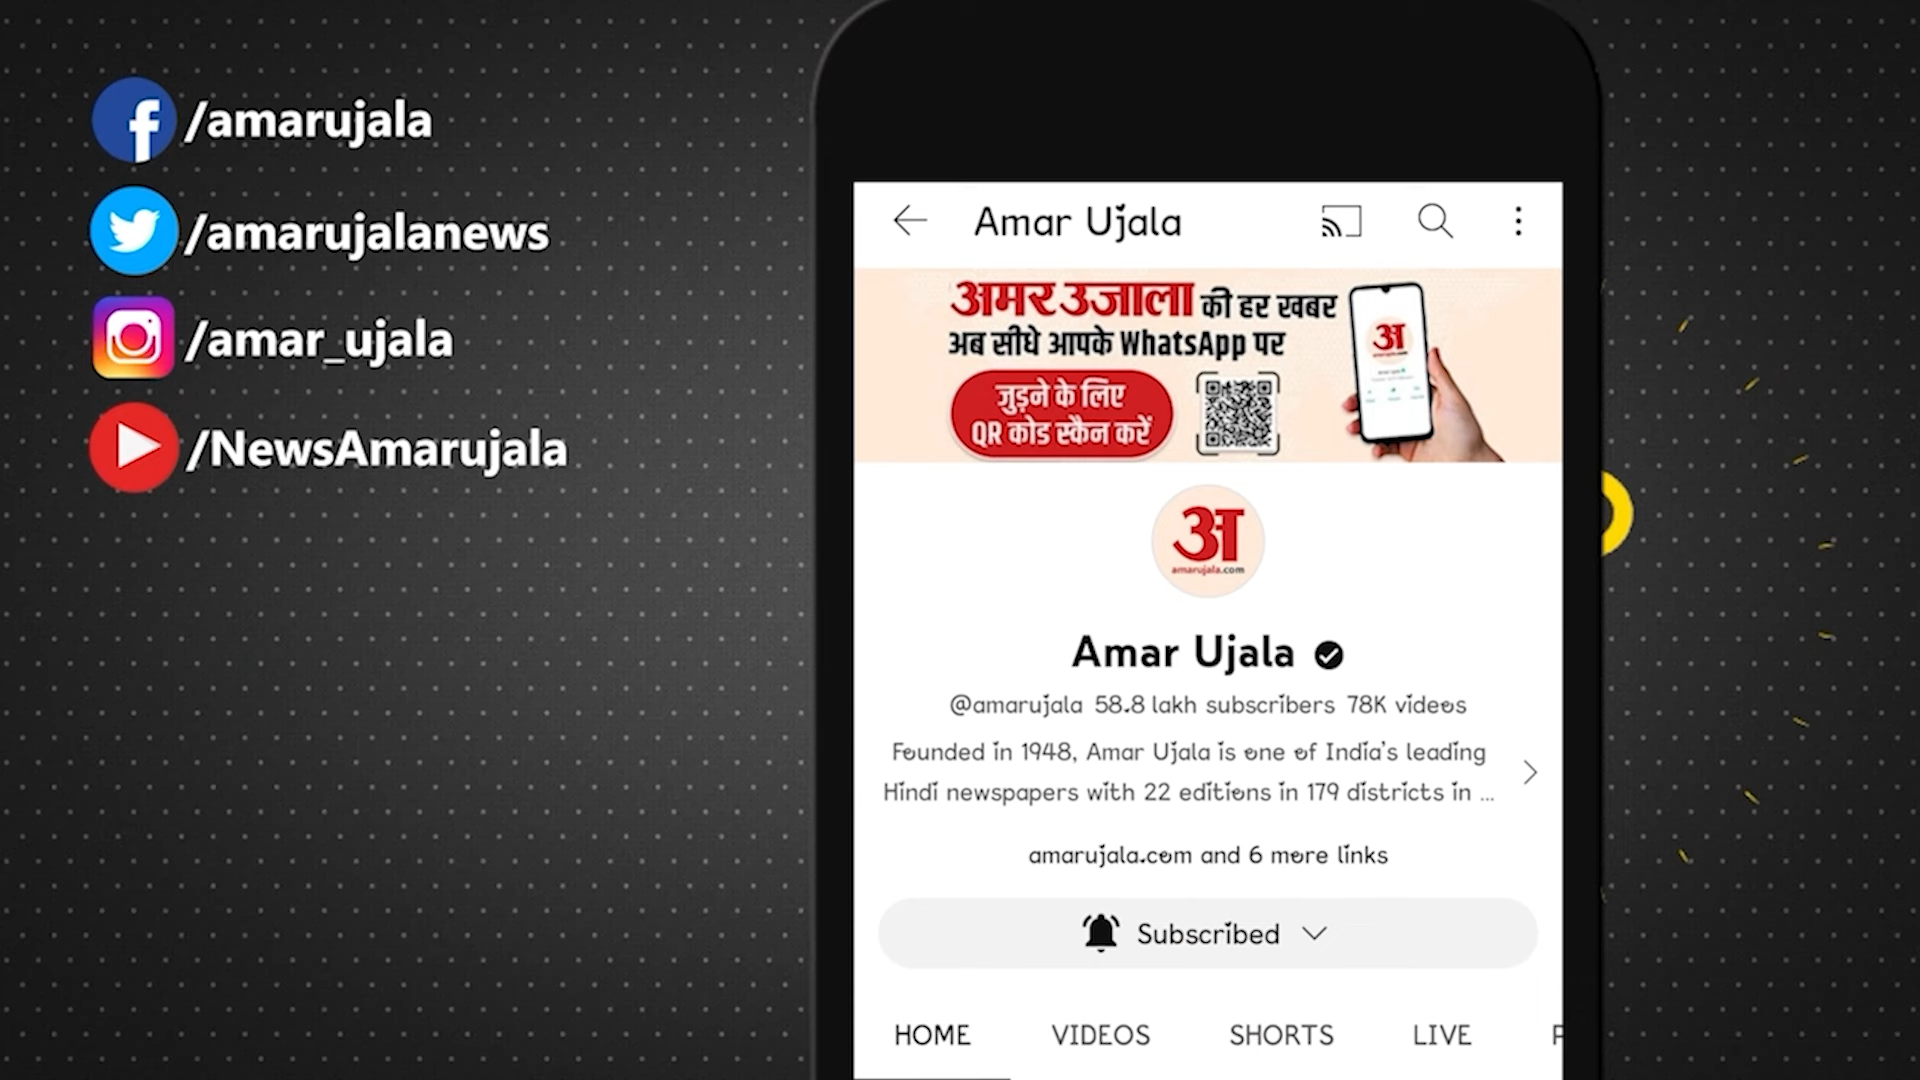 /amarujala
/amarujalanews
/amar_ujala
/NewsAmarujala
Amar Ujala
अमर उजाला की हर खबर
अब सीधे आपके WhatsApp पर
जुड़ने के लिए
QR कोड स्कैन करें
अ
अ
amarujala.com
Amar Ujala
@amarujala 58.8 lakh subscribers 78K videos
Founded in 1948, Amar Ujala is one of India's leading
Hindi newspapers with 22 editions in 179 districts in ...
amarujala.com and 6 more links
Subscribed
HOME VIDEOS SHORTS LIVE